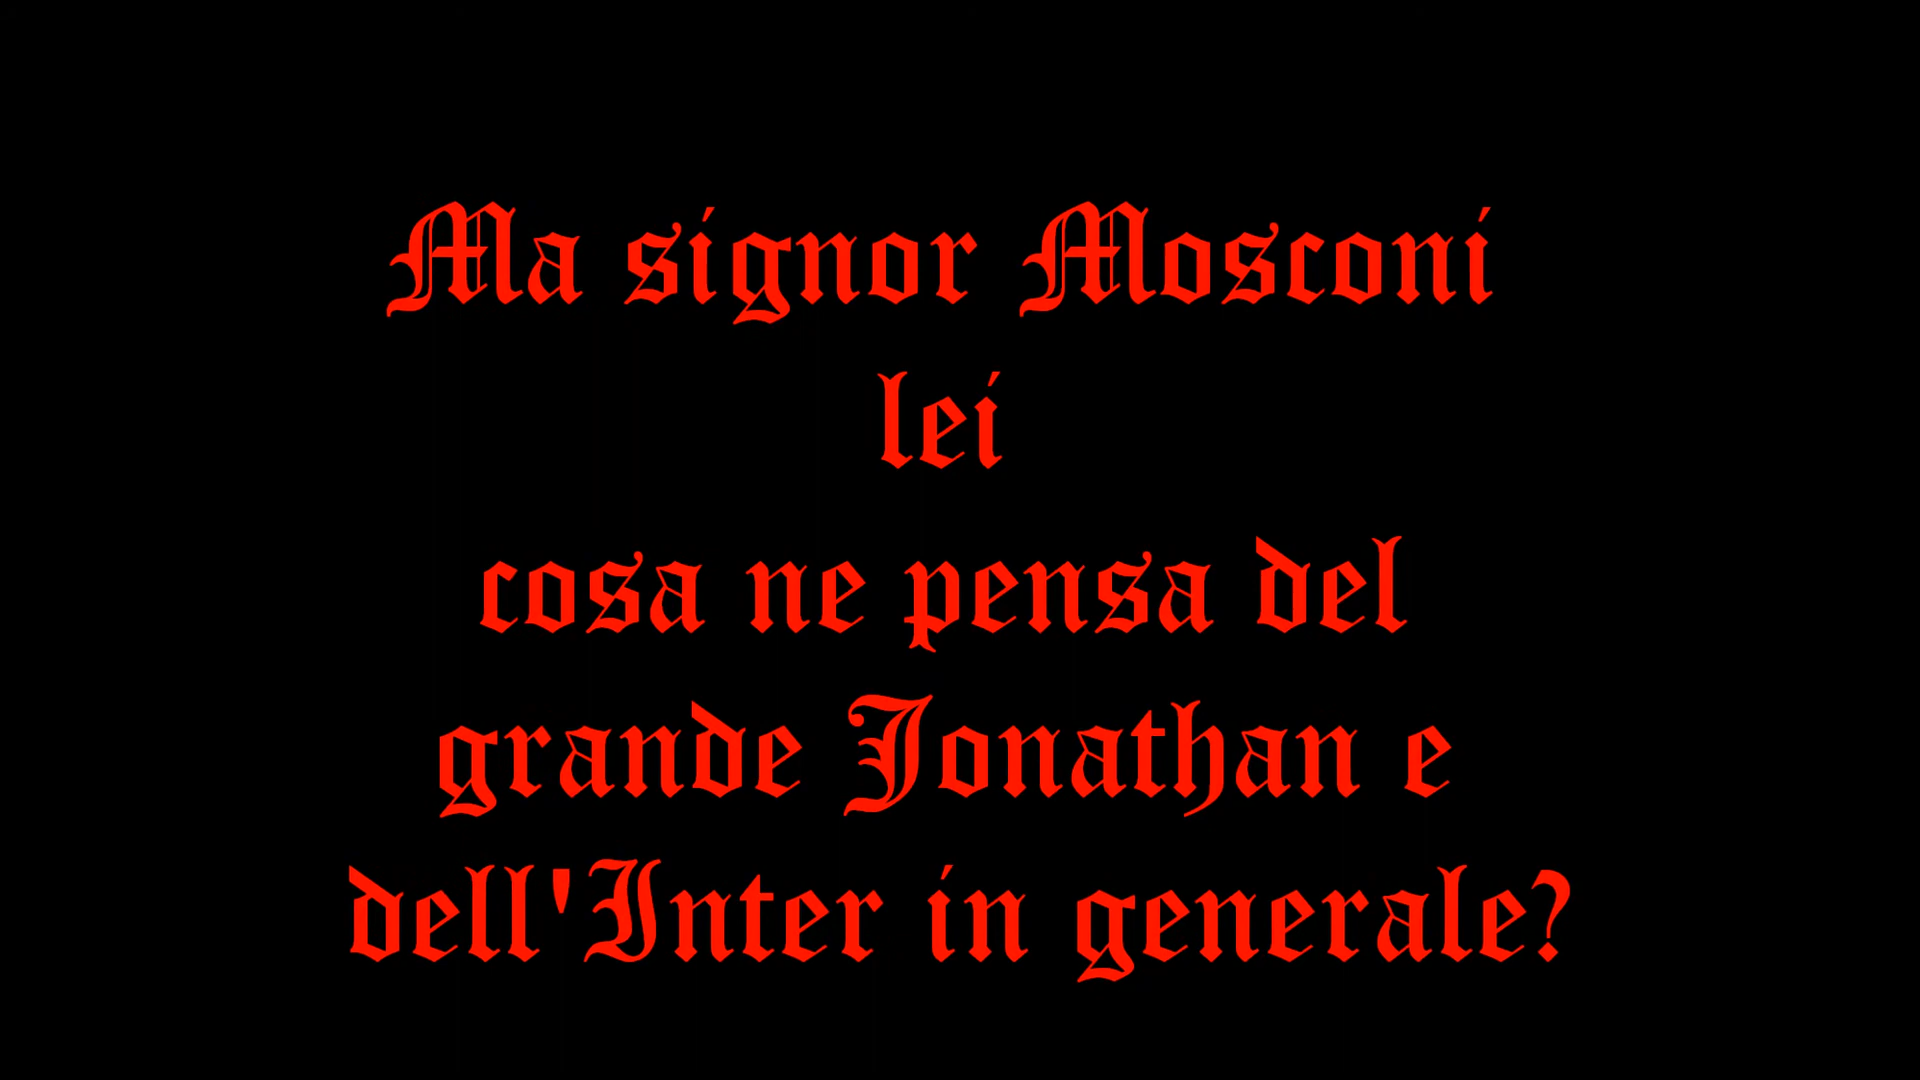 Ma signor Mosconi
lei
cosa ne pensa del
grande Jonathan e
dell'Inter in generale?